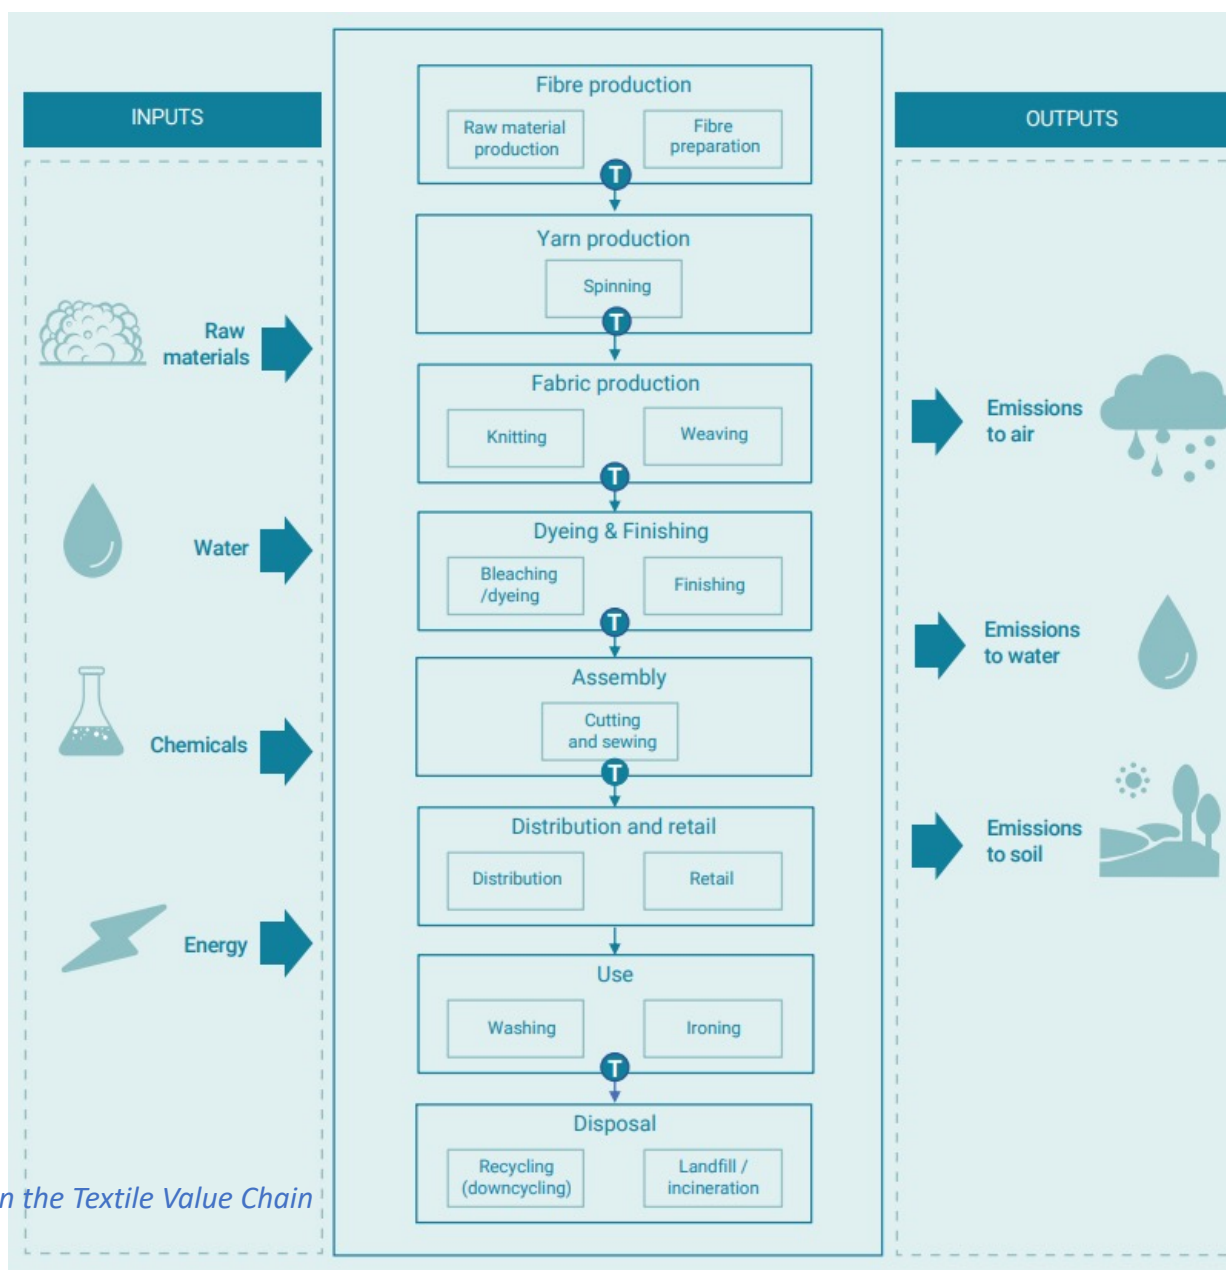 INPUTS
Raw
materials
Water
Chemicals
Energy
Fibre production
Raw material
production
Fibre
preparation
T
Yarn production
Spinning
T
Fabric production
Knitting
Weaving
T
Dyeing & Finishing
Bleaching
/dyeing
Finishing
T
Assembly
Cutting
and sewing
T
Distribution and retail
Distribution
Retail
Use
Washing
Ironing
T
Disposal
Recycling
(downcycling)
Landfill /
incineration
OUTPUTS
Emissions
to air
Emissions
to water
Emissions
to soil
n the Textile Value Chain